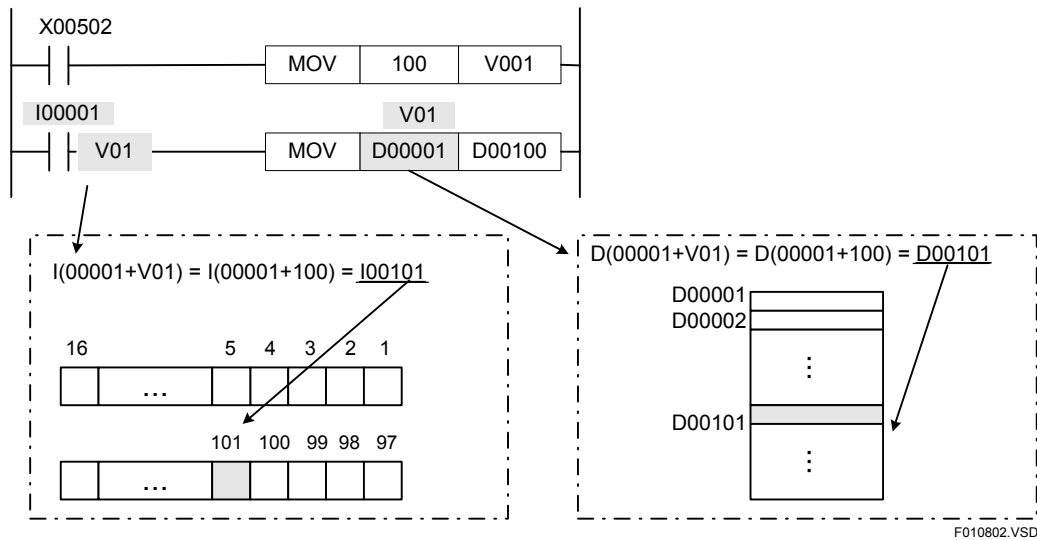 X00502
MOV 100 V001
I00001 V01
V01 MOV D00001 D00100
I(00001+V01) = I(00001+100) = I00101
16 5 4 3 2 1
...
101 100 99 98 97
...
D(00001+V01) = D(00001+100) = D00101
D00001
D00002
⋮
D00101
⋮
F010802.VSD